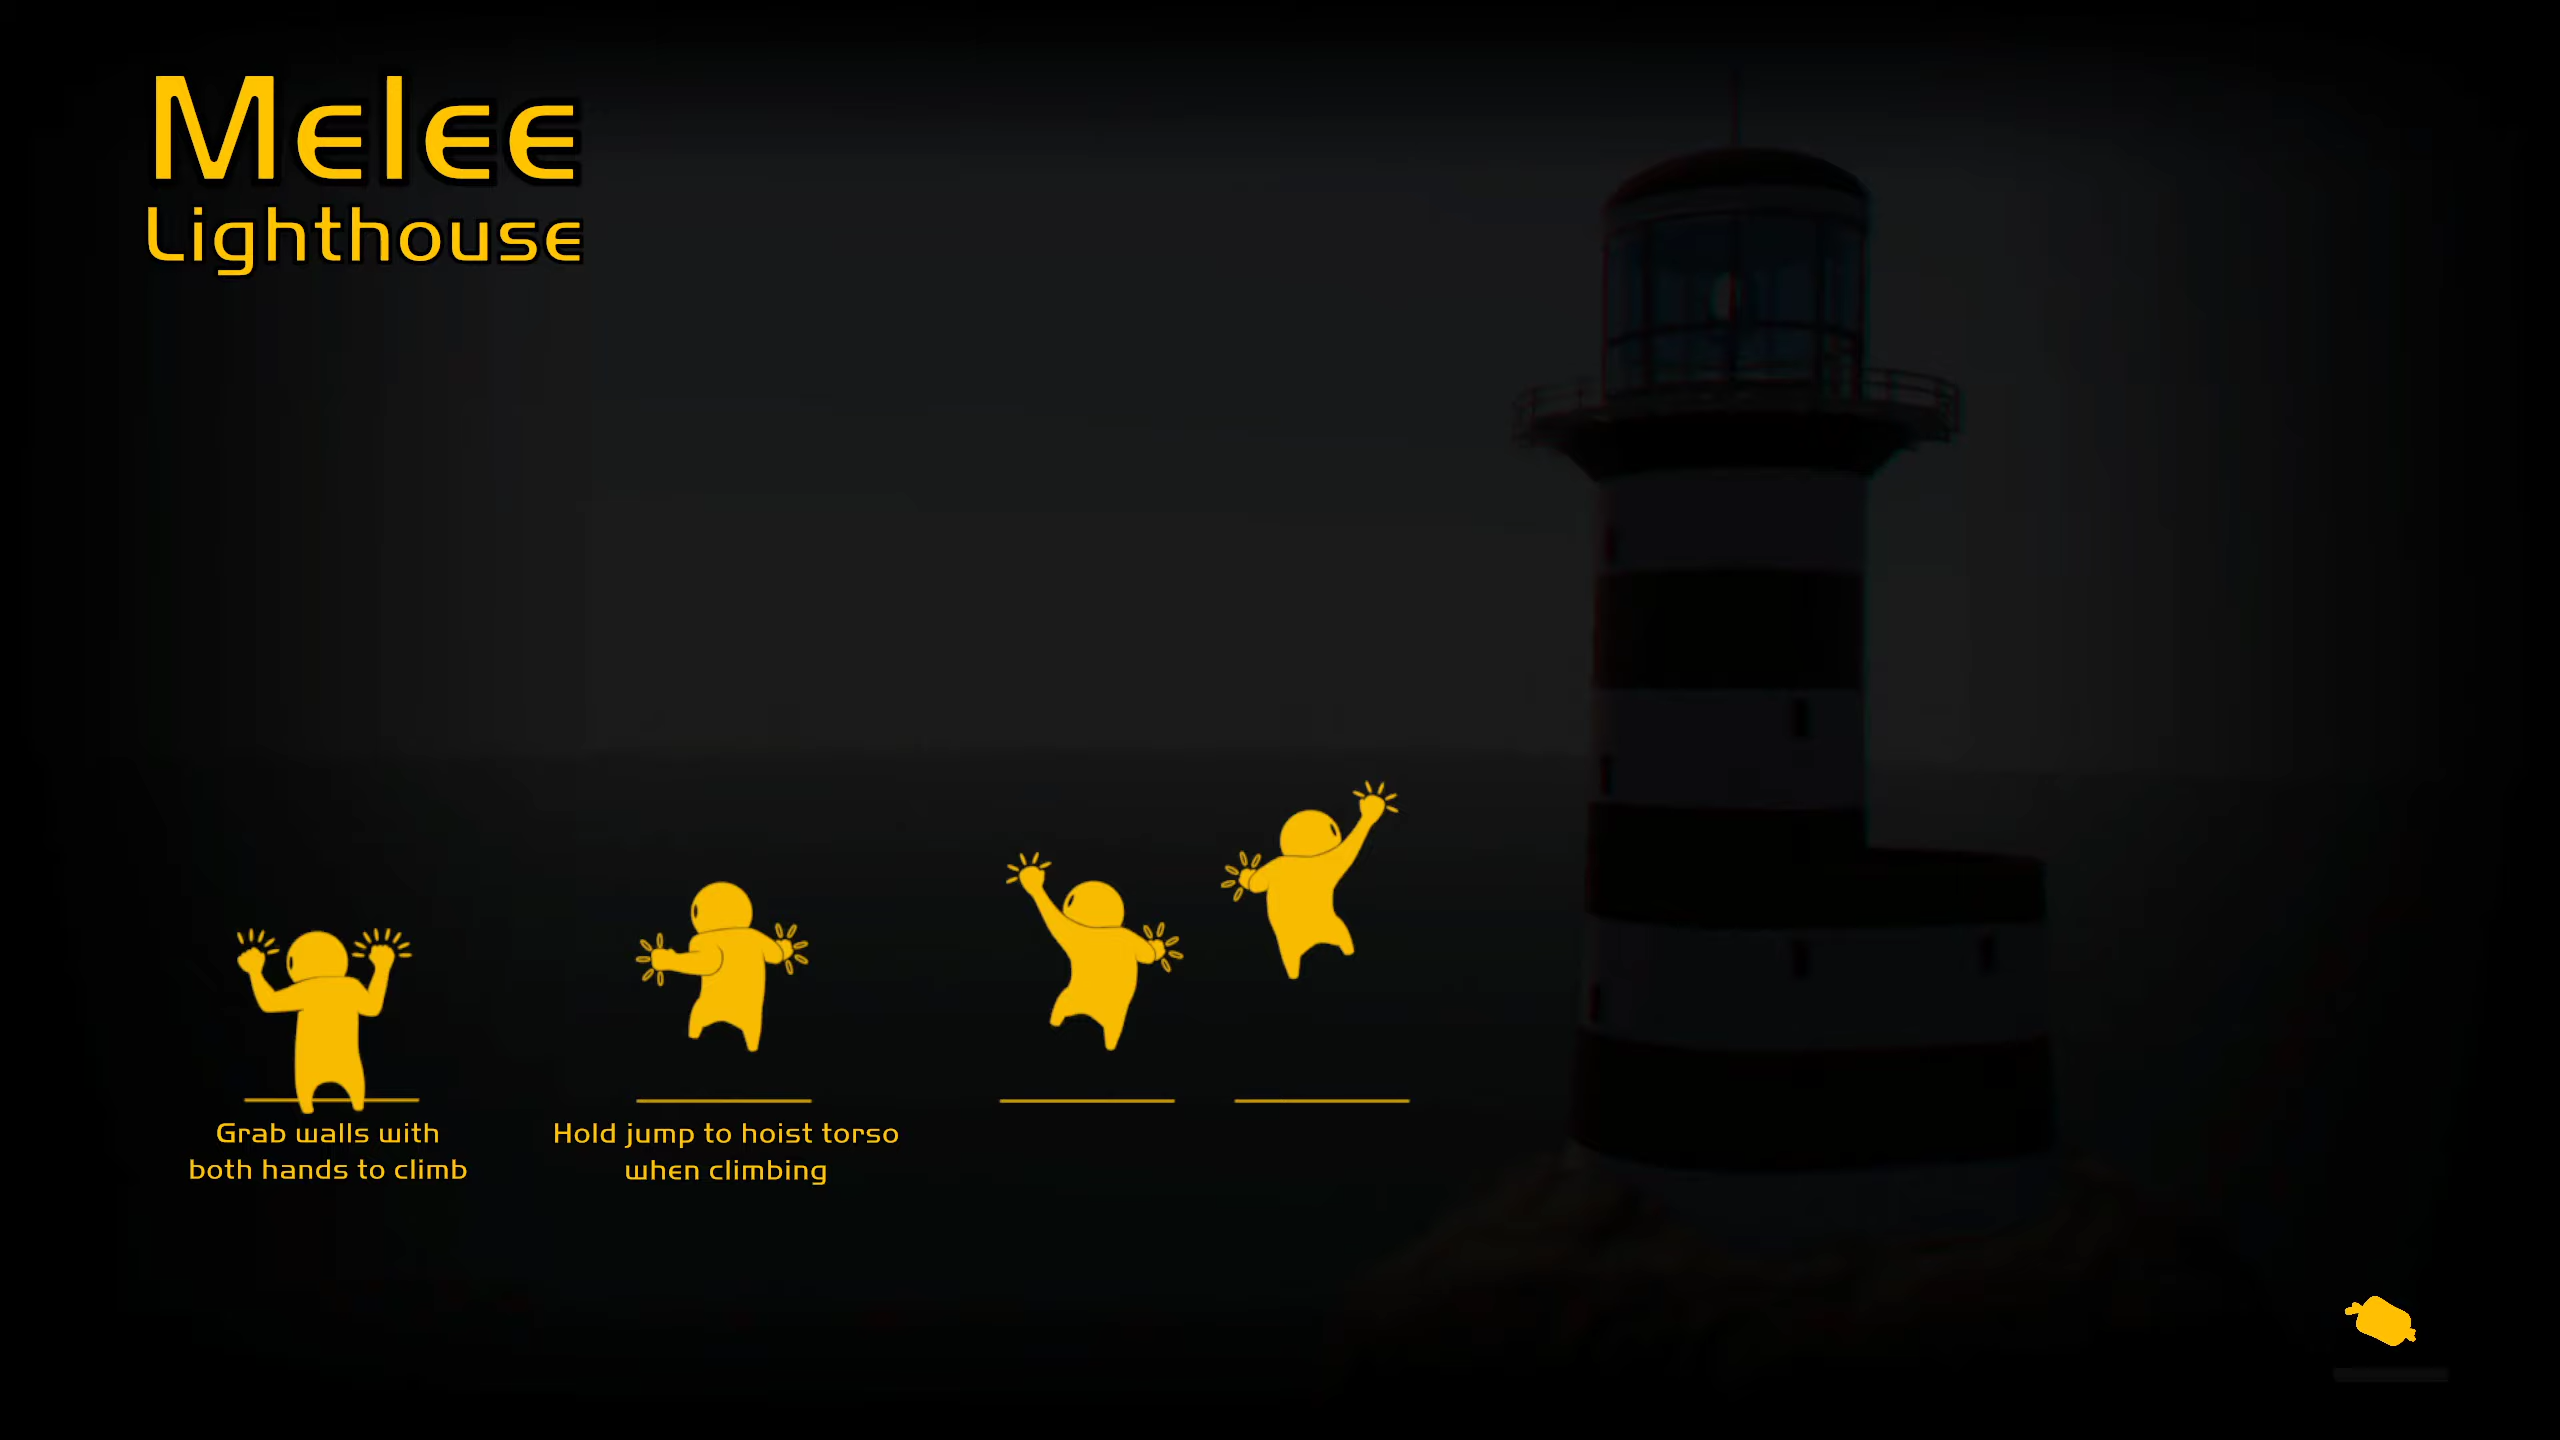 Melee
Lighthouse
Grab walls with
both hands to climb
Hold jump to hoist torso
when climbing